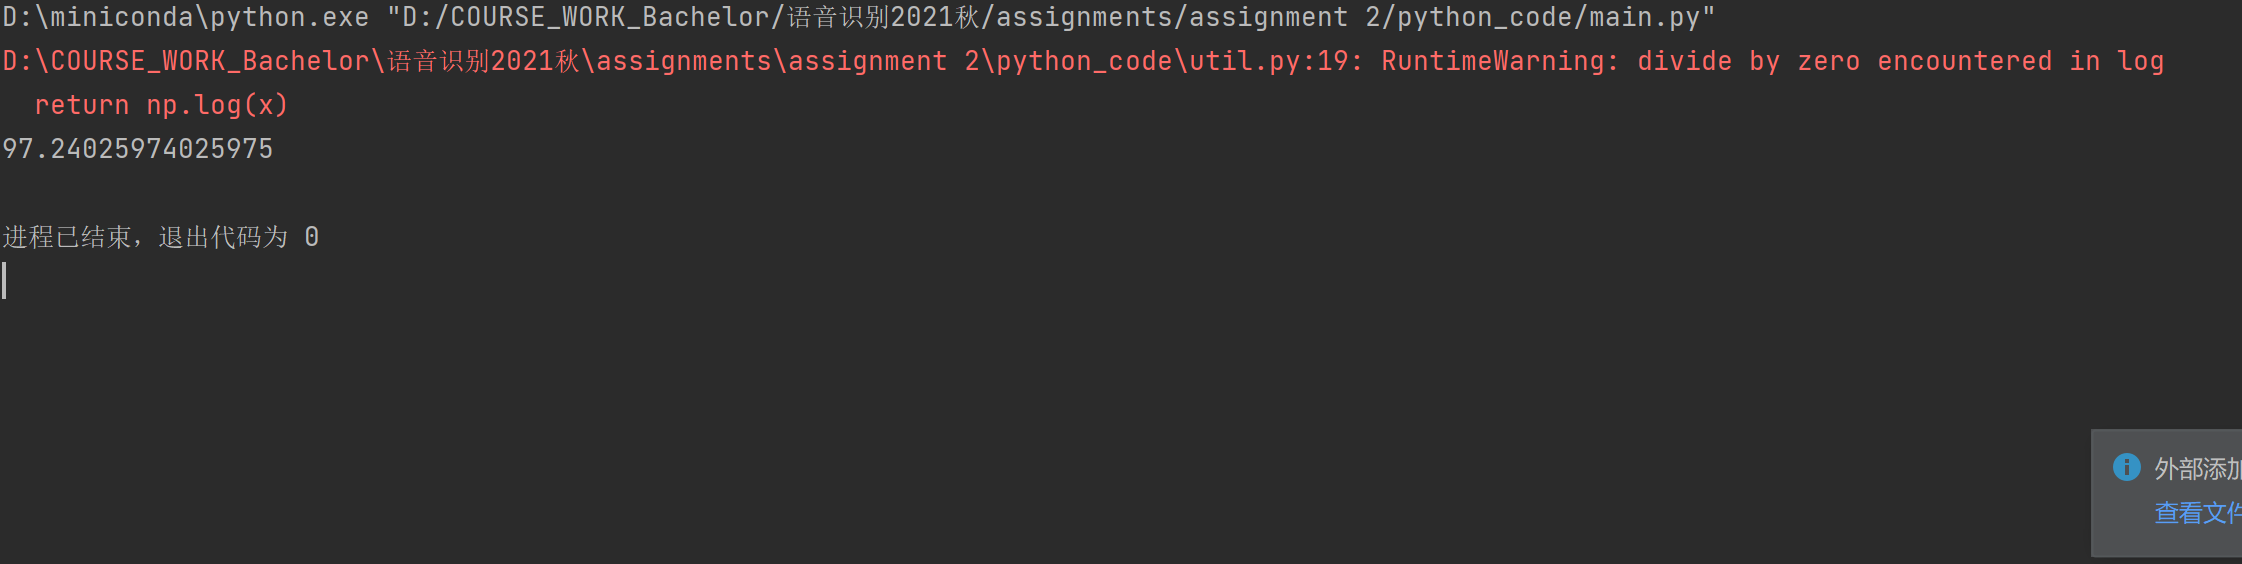 D:\miniconda\python.exe "D:/COURSE_WORK_Bachelor/语音识别2021秋/assignments/assignment 2/python_code/main.py"
D:\COURSE_WORK_Bachelor\语音识别2021秋\assignments\assignment 2\python_code\util.py:19: RuntimeWarning: divide by zero encountered in log
  return np.log(x)
97.24025974025975
进程已结束，退出代码为 0
外部添加
查看文件